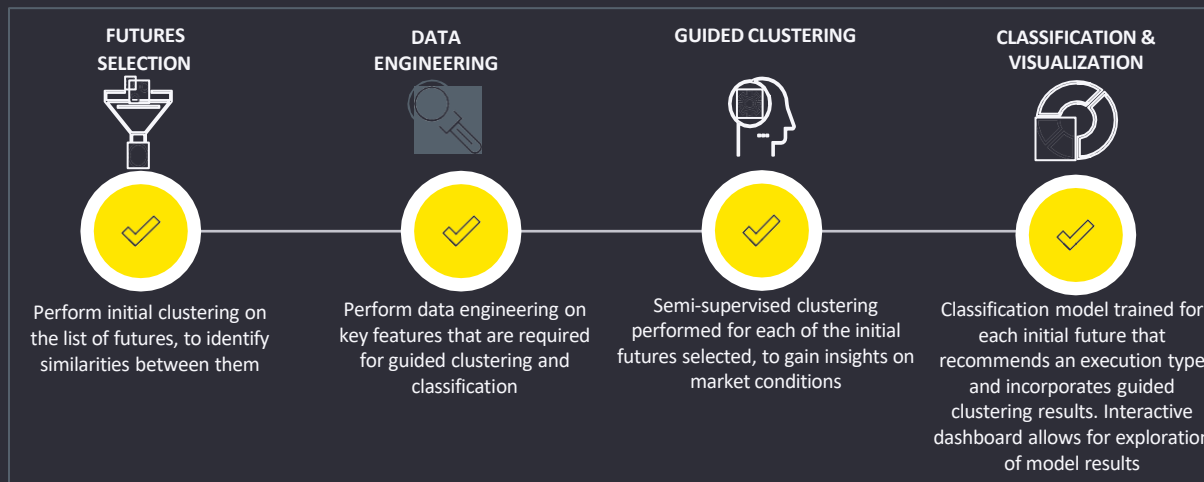 FUTURES
SELECTION
DATA
ENGINEERING
GUIDED CLUSTERING
CLASSIFICATION &
VISUALIZATION
Perform initial clustering on
the list of futures, to identify
similarities between them
Perform data engineering on
key features that are required
for guided clustering and
classification
Semi-supervised clustering
performed for each of the initial
futures selected, to gain insights on
market conditions
Classification model trained for
each initial future that
recommends an execution type
and incorporates guided
clustering results. Interactive
dashboard allows for exploration
of model results